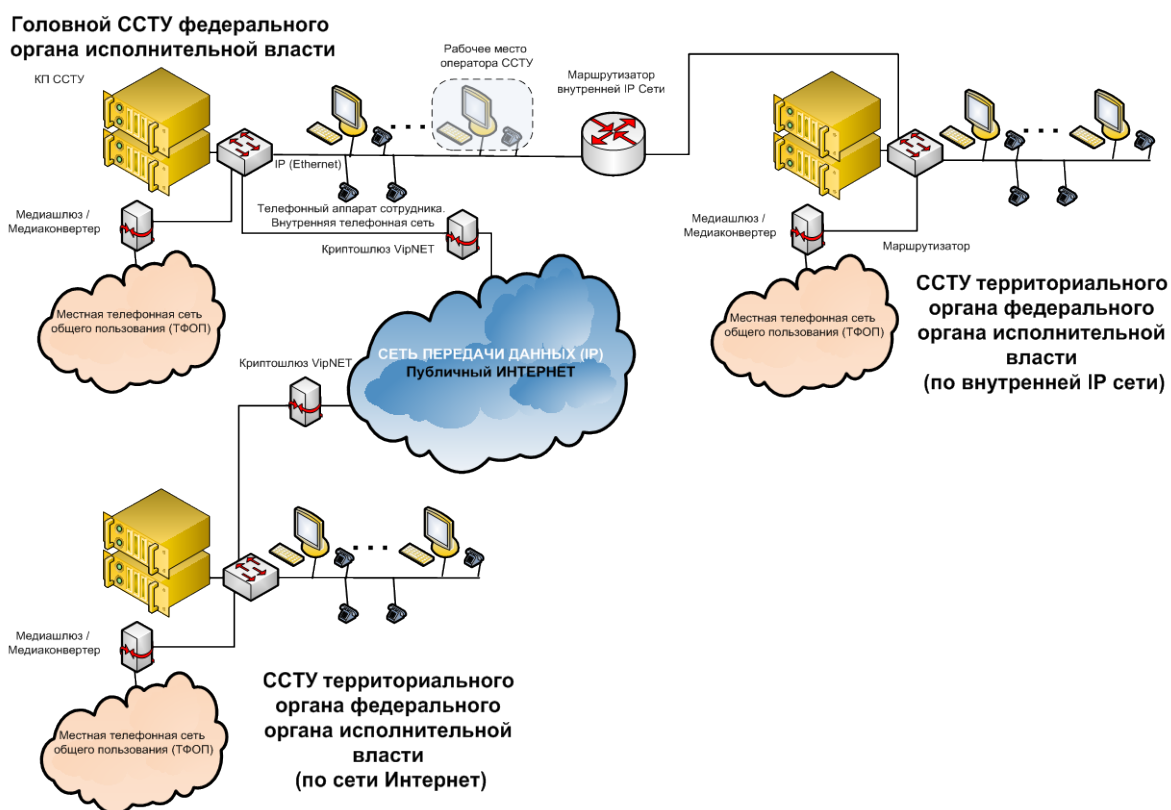 Головной ССТУ федерального
органа исполнительной власти
КП ССТУ
Рабочее место
оператора ССТУ
Маршрутизатор
внутренней IP Сети
IP (Ethernet)
Медиашлюз /
Медиаконвертер
Телефонный аппарат сотрудника.
Внутренняя телефонная сеть
Криптошлюз VipNET
Местная телефонная сеть
общего пользования (ТФОП)
Медиашлюз /
Медиаконвертер
Маршрутизатор
Местная телефонная сеть
общего пользования (ТФОП)
ССТУ территориального
органа федерального
органа исполнительной
власти
(по внутренней IP сети)
СЕТЬ ПЕРЕДАЧИ ДАННЫХ (IP)
Публичный ИНТЕРНЕТ
Криптошлюз VipNET
Медиашлюз /
Медиаконвертер
Местная телефонная сеть
общего пользования (ТФОП)
ССТУ территориального
органа федерального
органа исполнительной
власти
(по сети Интернет)